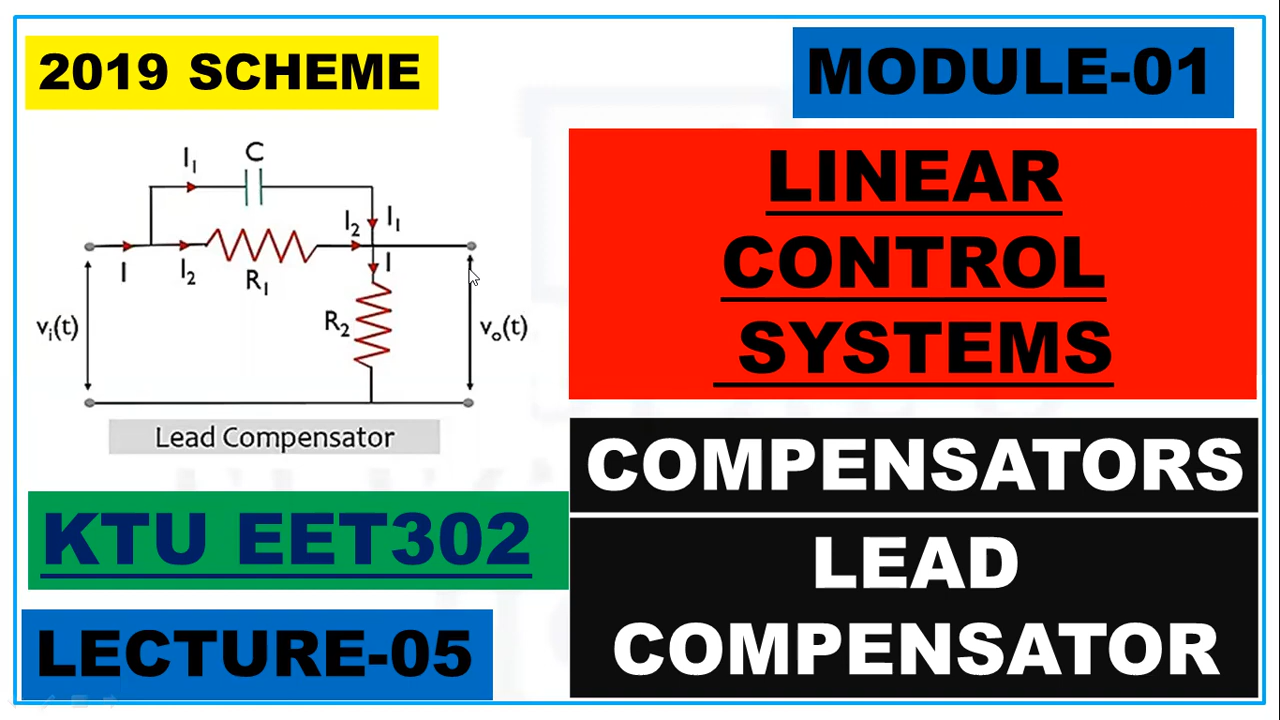 2019 SCHEME
MODULE-01
I₁
C
I₂
I₁
I
I₂
R₁
I
R₂
vᵢ(t)
vₒ(t)
Lead Compensator
LINEAR
CONTROL
SYSTEMS
COMPENSATORS
LEAD
COMPENSATOR
KTU EET302
LECTURE-05